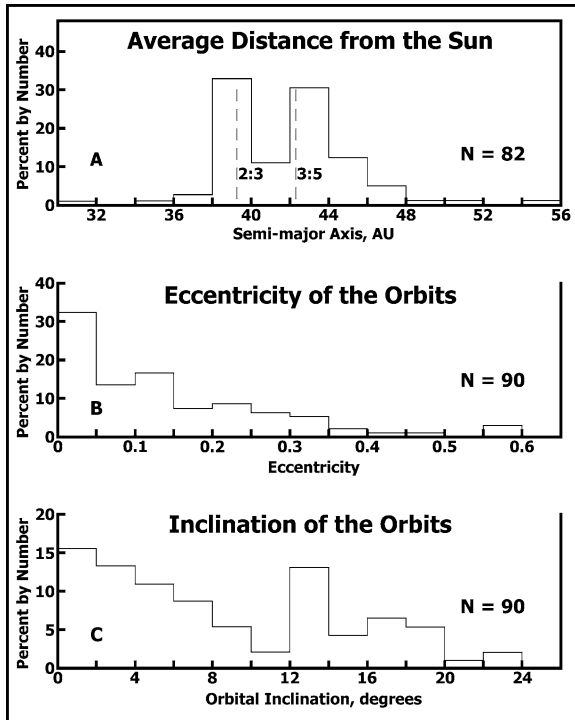 Average Distance from the Sun
Percent by Number
40
30
20
10
0
A
2:3
3:5
N = 82
32 36 40 44 48 52 56
Semi-major Axis, AU
Eccentricity of the Orbits
Percent by Number
40
30
20
10
0
B
N = 90
0 0.1 0.2 0.3 0.4 0.5 0.6
Eccentricity
Inclination of the Orbits
Percent by Number
20
15
10
5
0
C
N = 90
0 4 8 12 16 20 24
Orbital Inclination, degrees